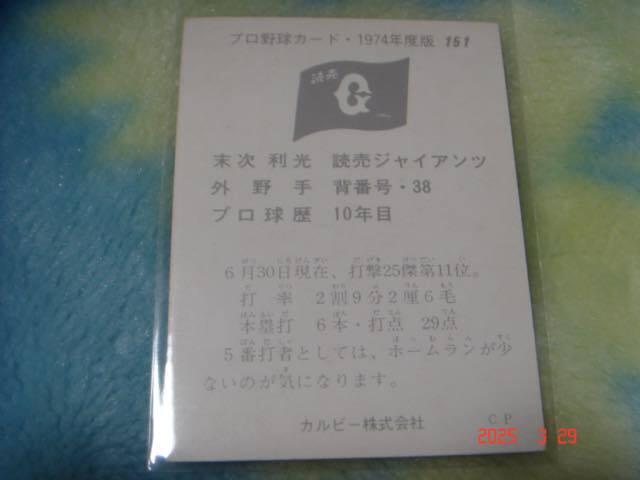 プロ野球カード・1974年度版 151
読売
G
末次 利光 読売ジャイアンツ
外野手 背番号・38
プロ球歴 10年目
6月30日現在、打撃25傑第11位。
打率 2割9分2厘6毛
本塁打 6本・打点 29点
5番打者としては、ホームランが少
ないのが気になります。
カルビー株式会社 CP
2025 3 29